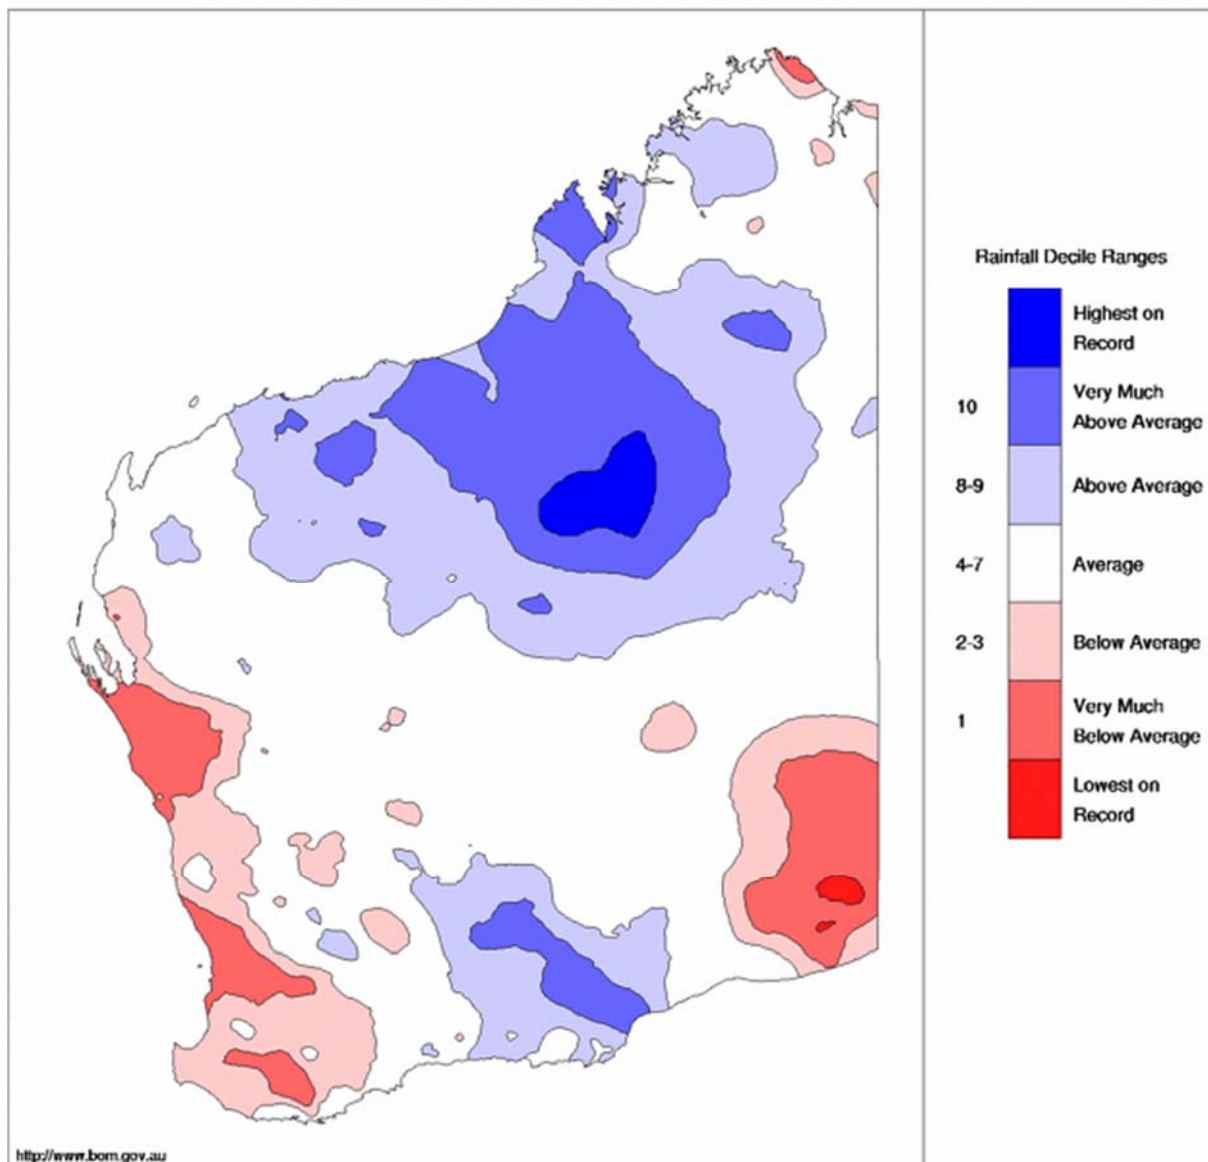 Rainfall Decile Ranges
Highest on
Record
10
Very Much
Above Average
8-9
Above Average
4-7
Average
2-3
Below Average
1
Very Much
Below Average
Lowest on
Record
http://www.bom.gov.au